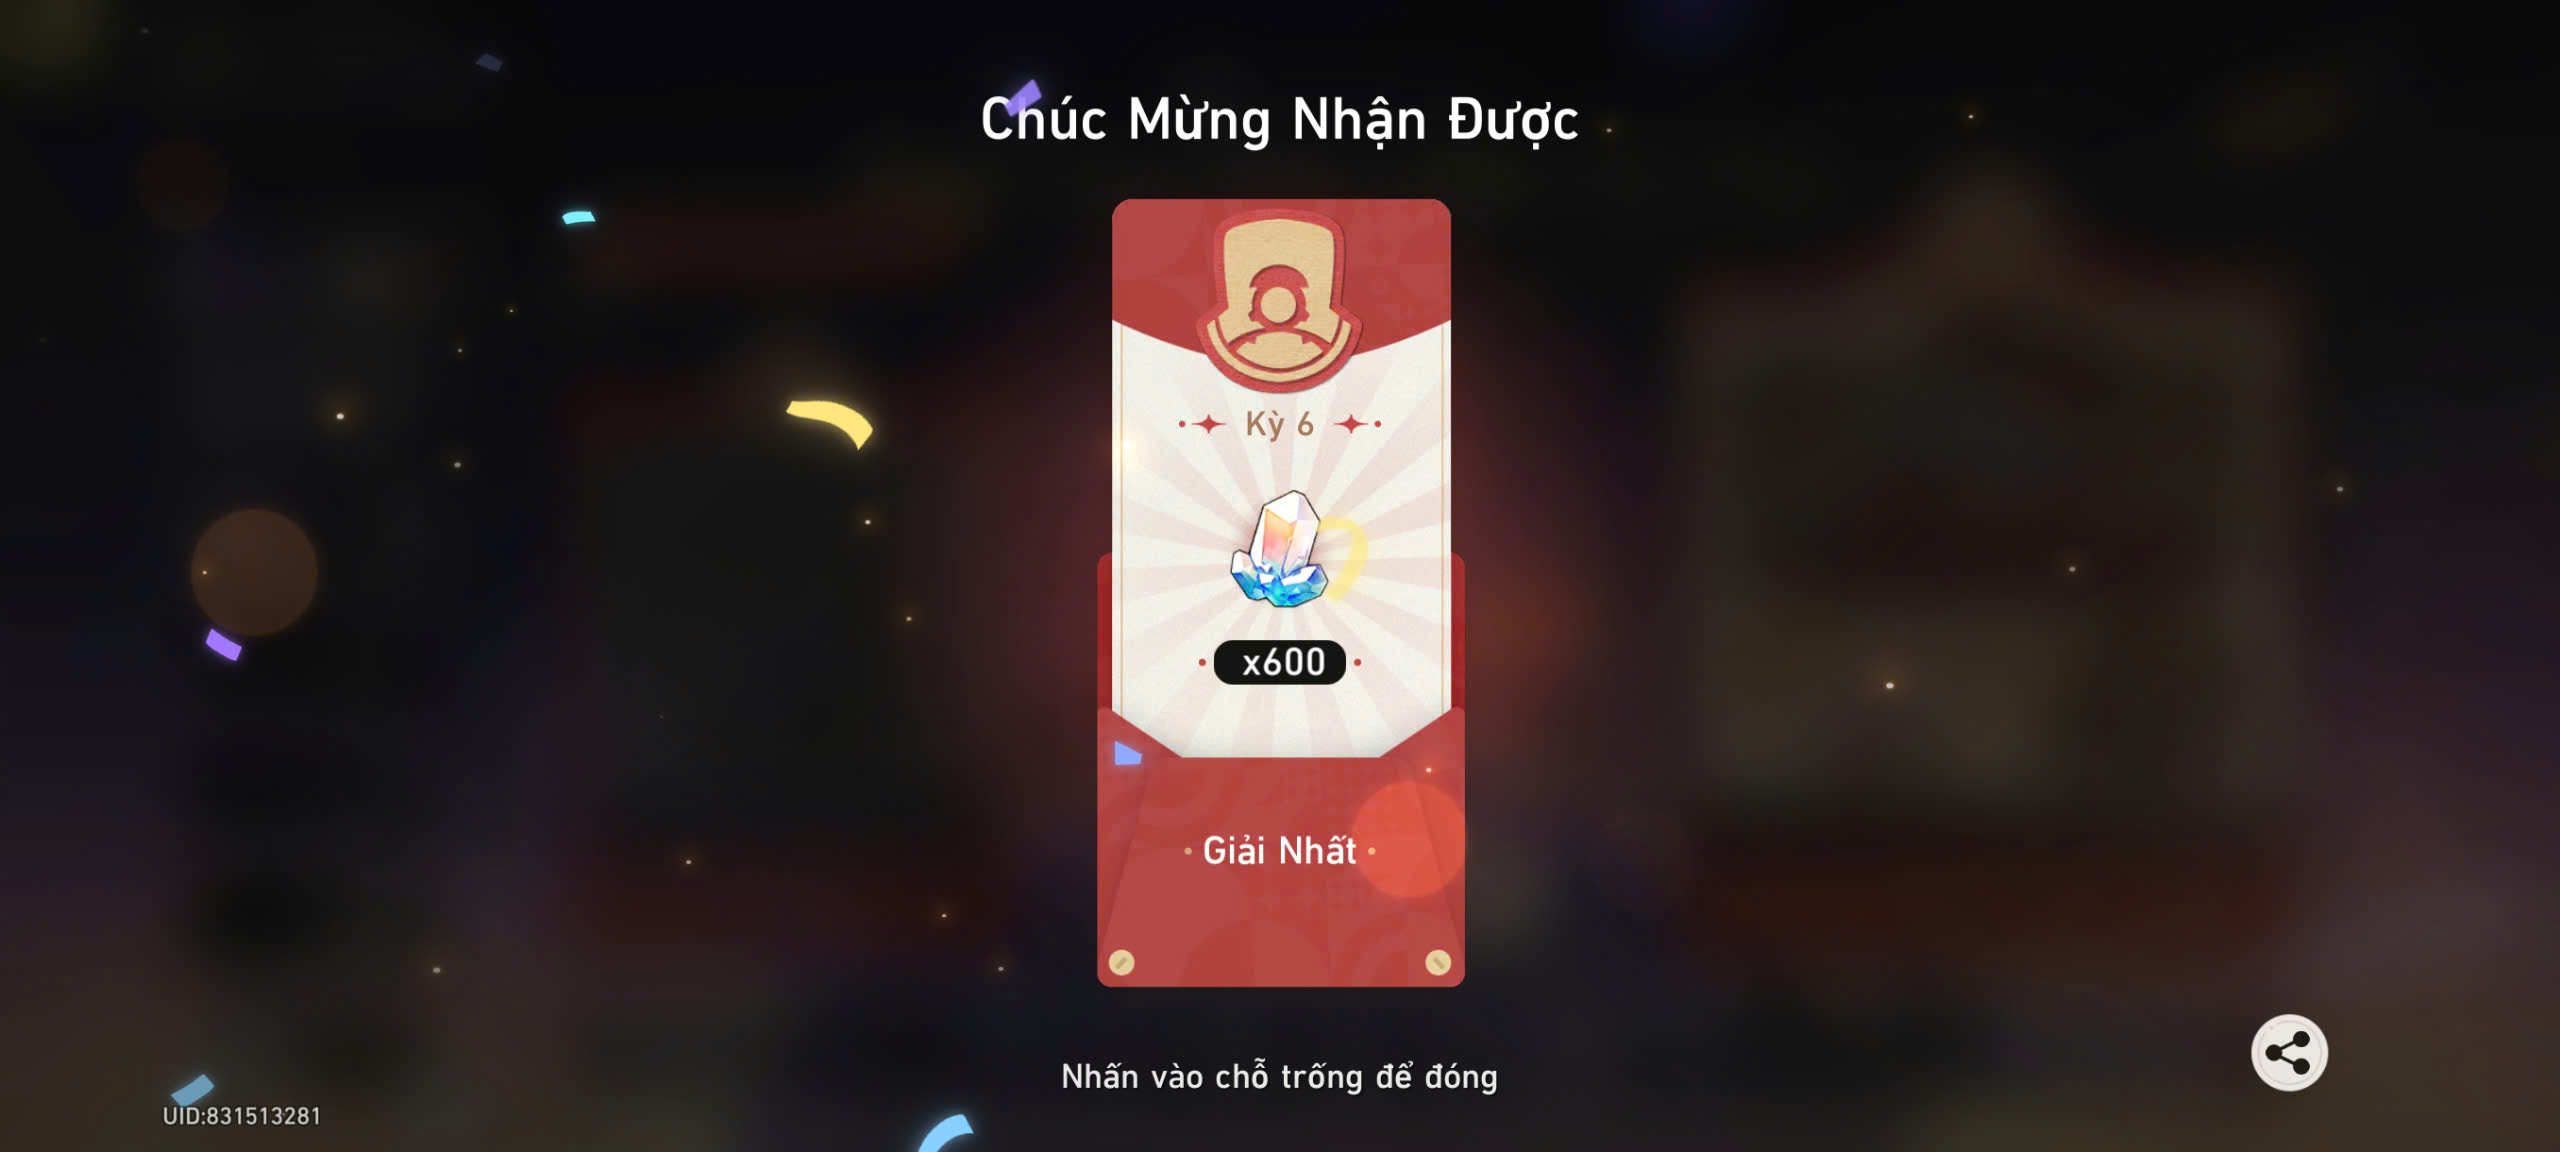 Chúc Mừng Nhận Được
Kỳ 6
x600
Giải Nhất
Nhấn vào chỗ trống để đóng
UID:831513281